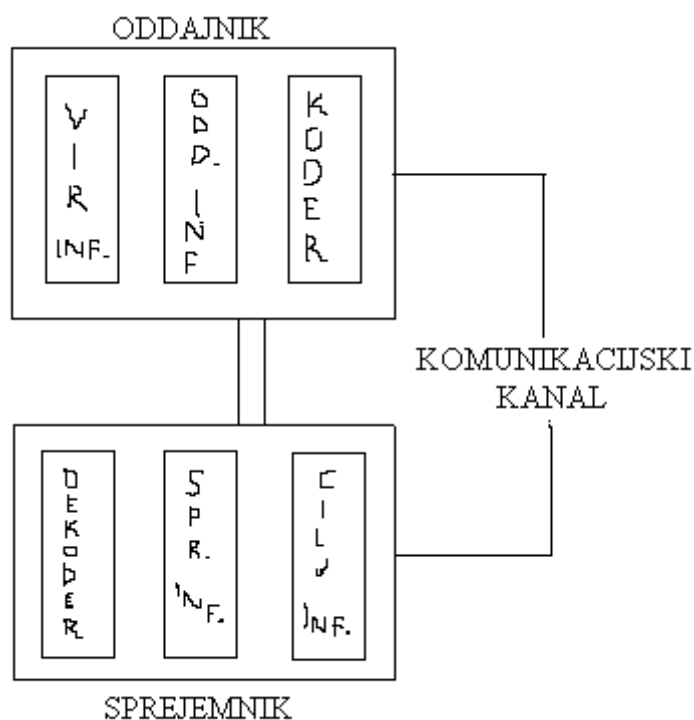 ODDAJNIK
VIR INF.
ODD. INF
KODER
KOMUNIKACIJSKI
KANAL
DEKODER
SPR. INF.
CILJ INF.
SPREJEMNIK